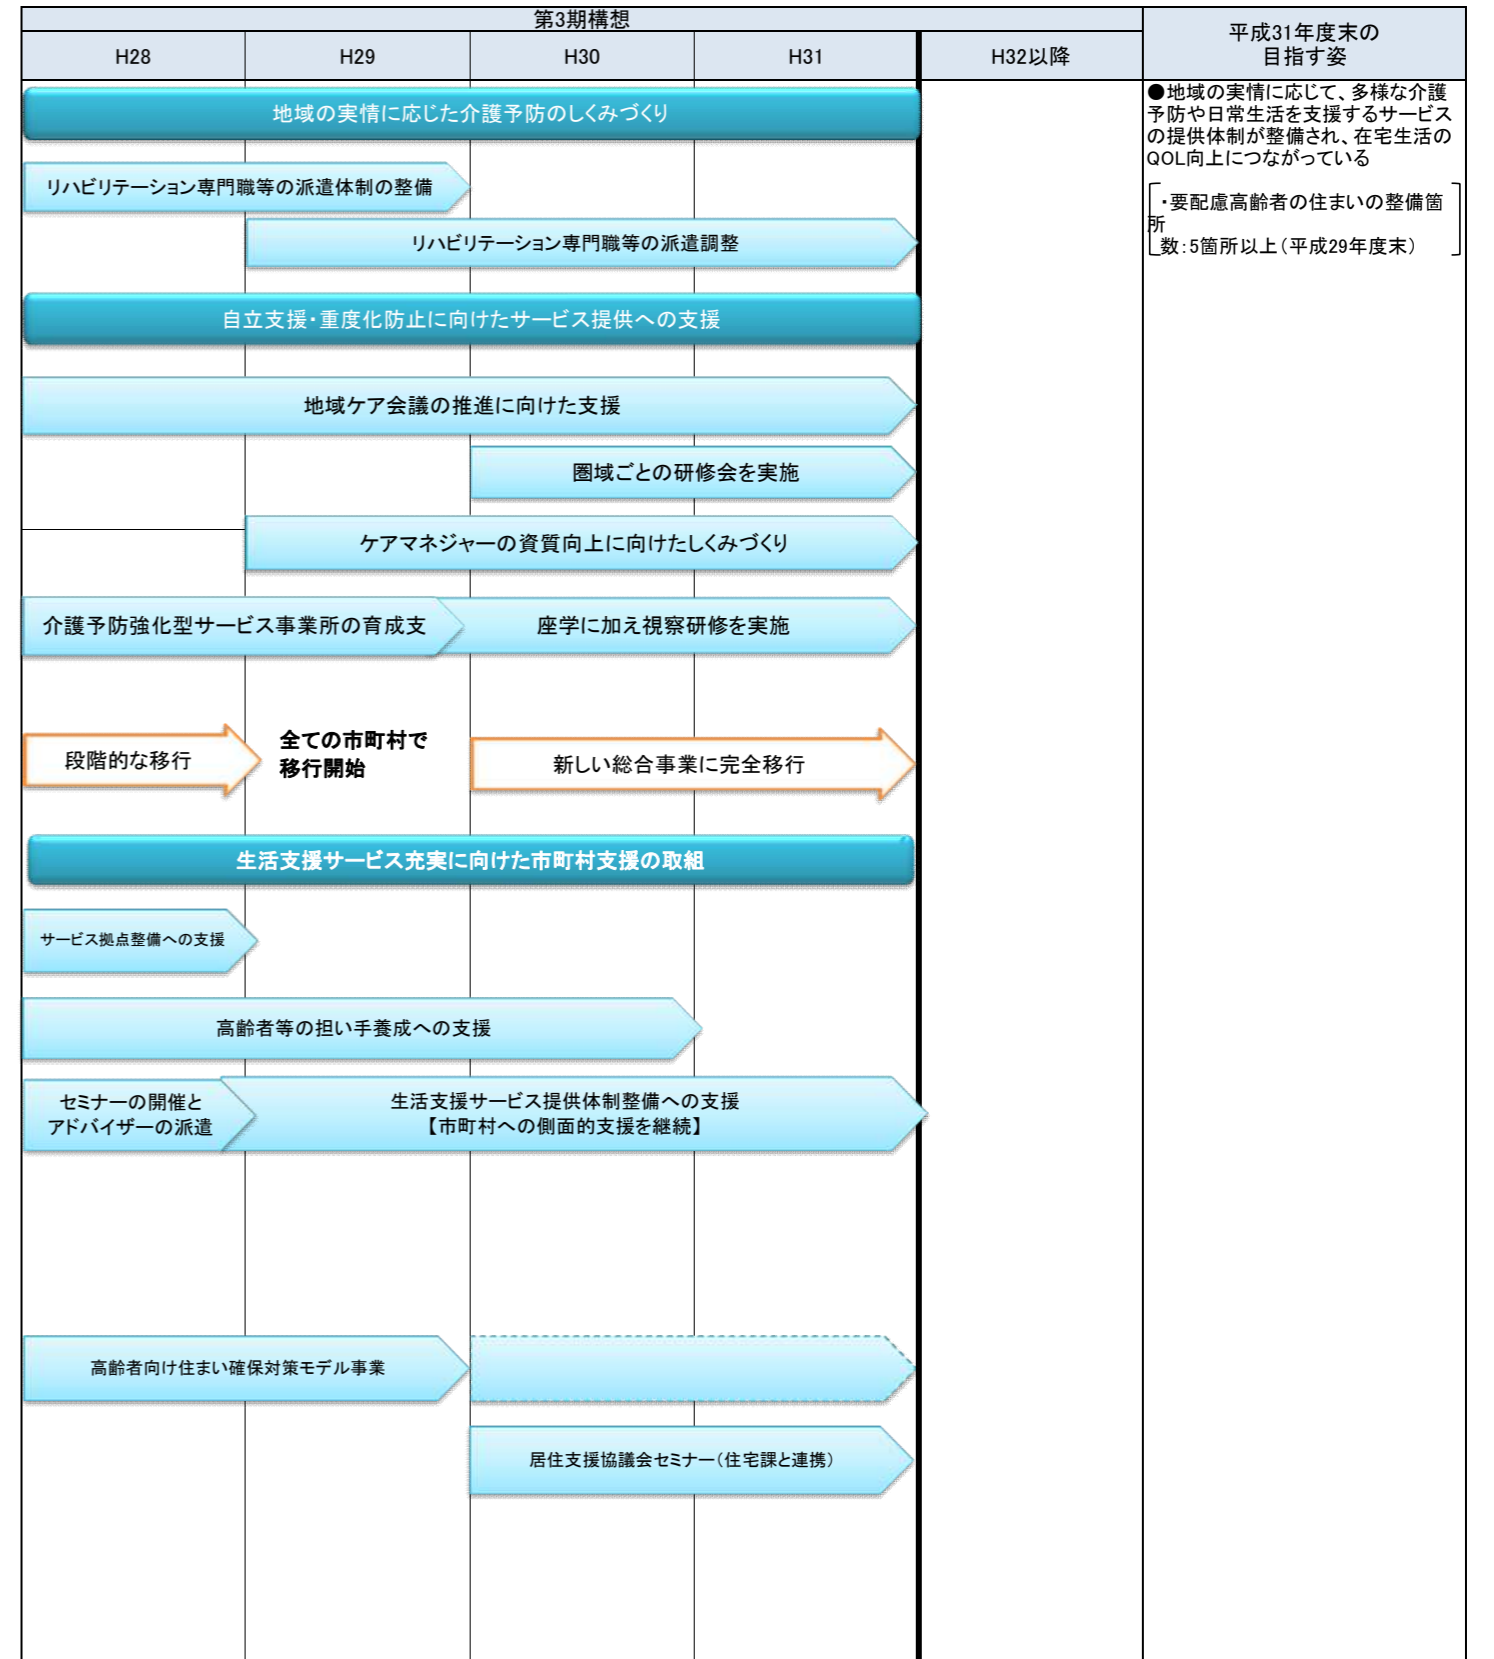 第3期構想
平成31年度末の
目指す姿
H28
H29
H30
H31
H32以降
地域の実情に応じた介護予防のしくみづくり
リハビリテーション専門職等の派遣体制の整備
リハビリテーション専門職等の派遣調整
自立支援・重度化防止に向けたサービス提供への支援
地域ケア会議の推進に向けた支援
圏域ごとの研修会を実施
ケアマネジャーの資質向上に向けたしくみづくり
介護予防強化型サービス事業所の育成支
座学に加え視察研修を実施
段階的な移行
全ての市町村で
移行開始
新しい総合事業に完全移行
生活支援サービス充実に向けた市町村支援の取組
サービス拠点整備への支援
高齢者等の担い手養成への支援
セミナーの開催と
アドバイザーの派遣
生活支援サービス提供体制整備への支援
【市町村への側面的支援を継続】
高齢者向け住まい確保対策モデル事業
居住支援協議会セミナー(住宅課と連携)
●地域の実情に応じて、多様な介護
予防や日常生活を支援するサービス
の提供体制が整備され、在宅生活の
QOL向上につながっている
・要配慮高齢者の住まいの整備箇
所
数:5箇所以上(平成29年度末)